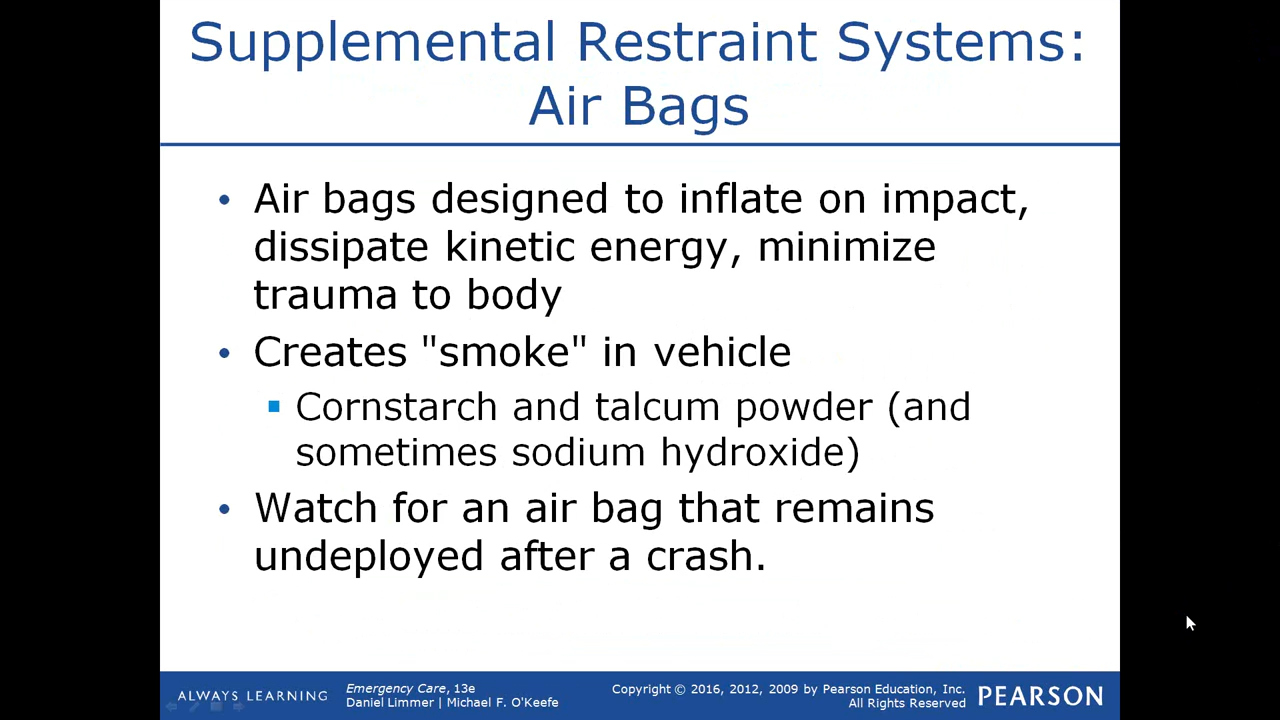 Supplemental Restraint Systems:
Air Bags
• Air bags designed to inflate on impact,
dissipate kinetic energy, minimize
trauma to body
• Creates "smoke" in vehicle
▪ Cornstarch and talcum powder (and
sometimes sodium hydroxide)
• Watch for an air bag that remains
undeployed after a crash.
ALWAYS LEARNING
Emergency Care, 13e
Daniel Limmer | Michael F. O'Keefe
Copyright © 2016, 2012, 2009 by Pearson Education, Inc.
All Rights Reserved
PEARSON